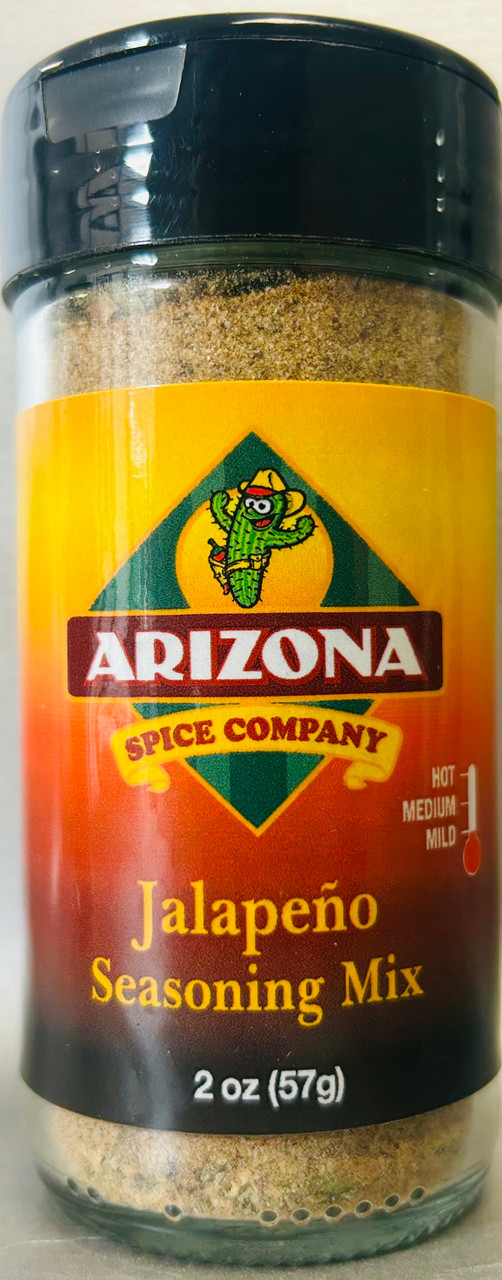 ARIZONA
SPICE COMPANY
HOT
MEDIUM
MILD
Jalapeño
Seasoning Mix
2 oz (57g)